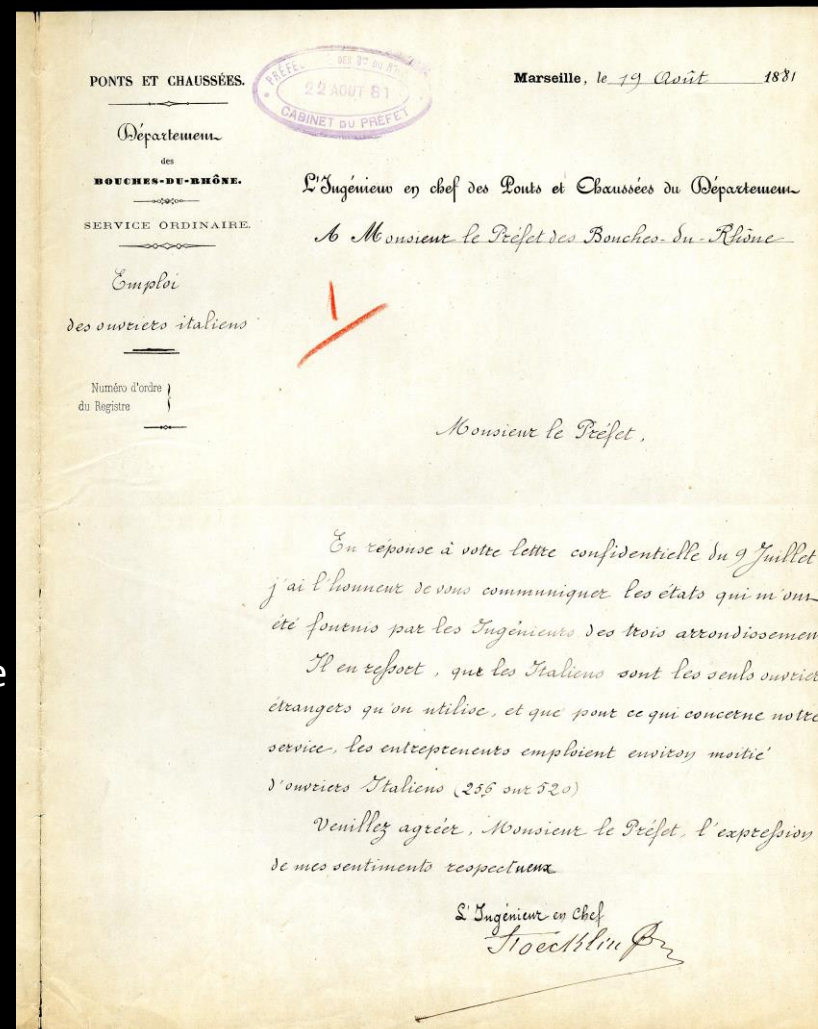 PONTS ET CHAUSSÉES.
Département
des
BOUCHES-DU-RHÔNE.
SERVICE ORDINAIRE.
Emploi
des ouvriers italiens
Numéro d'ordre
du Registre
22 AOUT 81
CABINET DU PREFET
Marseille, le 19 Août 1881
L'Ingénieur en chef des Ponts et Chaussées du Département
A Monsieur le Préfet des Bouches-du-Rhône
Monsieur le Préfet,
En réponse à votre lettre confidentielle du 9 Juillet
j'ai l'honneur de vous communiquer les états qui m'ont
été fournis par les Ingénieurs des trois arrondissemen
Il en ressort, que les Italiens sont les seuls ouvrier
étrangers qu'on utilise, et que pour ce qui concerne notre
service, les entrepreneurs emploient environ moitié
d'ouvriers Italiens (256 sur 520)
Veuillez agréer, Monsieur le Préfet, l'expression
de mes sentiments respectueux
L'Ingénieur en Chef
Stoecklin
e